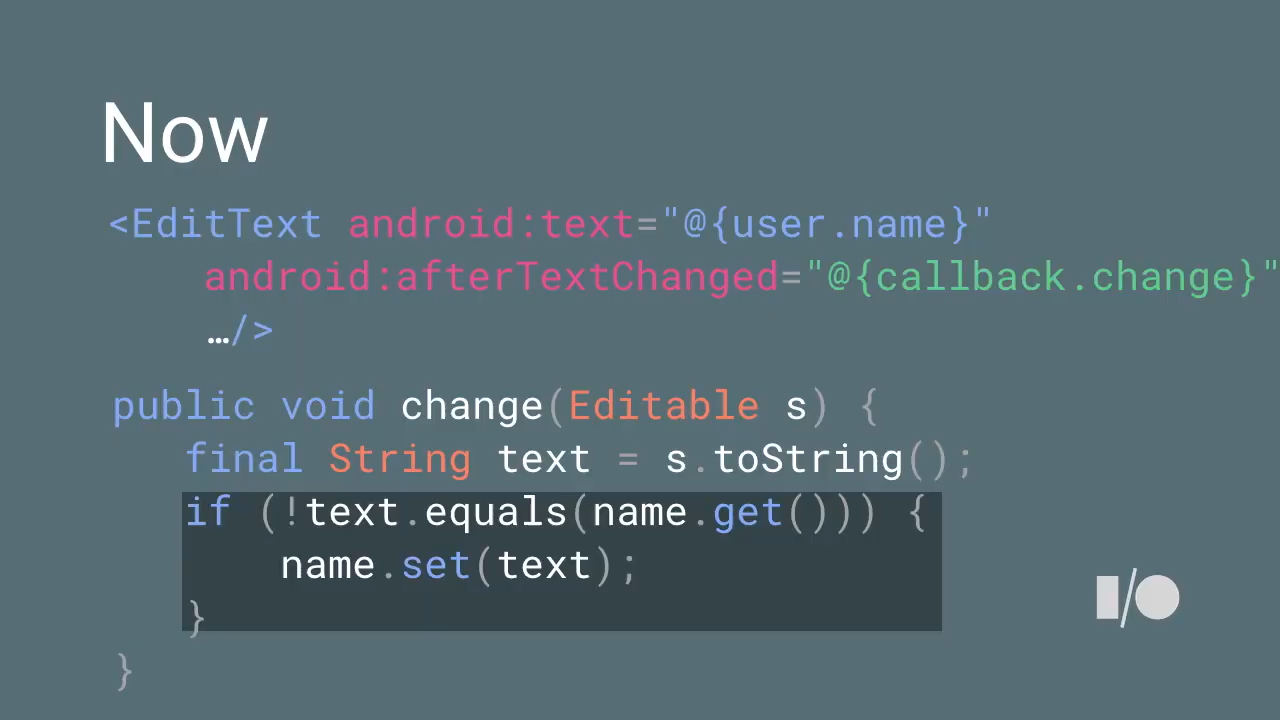 Now
<EditText android:text="@{user.name}"
android:afterTextChanged="@{callback.change}"
…/>
public void change(Editable s) {
final String text = s.toString();
if (!text.equals(name.get())) {
name.set(text);
}
}
I/O